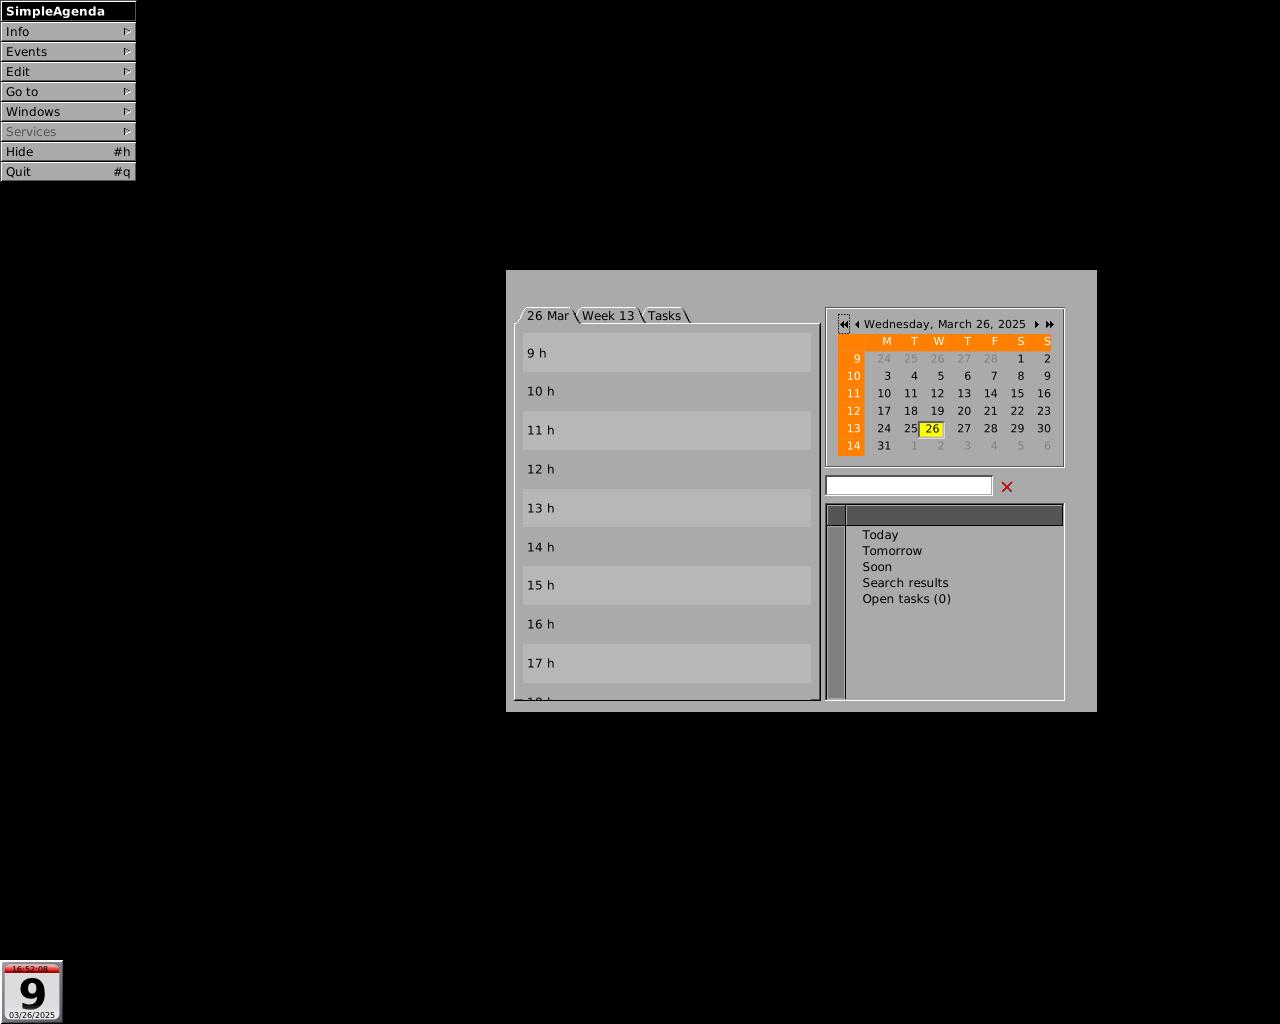 SimpleAgenda
Info
Events
Edit
Go to
Windows
Services
Hide #h
Quit #q
26 Mar Week 13 Tasks
9 h
10 h
11 h
12 h
13 h
14 h
15 h
16 h
17 h
Wednesday, March 26, 2025
M T W T F S S
9 24 25 26 27 28 1 2
10 3 4 5 6 7 8 9
11 10 11 12 13 14 15 16
12 17 18 19 20 21 22 23
13 24 25 26 27 28 29 30
14 31 1 2 3 4 5 6
Today
Tomorrow
Soon
Search results
Open tasks (0)
16:52:08
9
03/26/2025